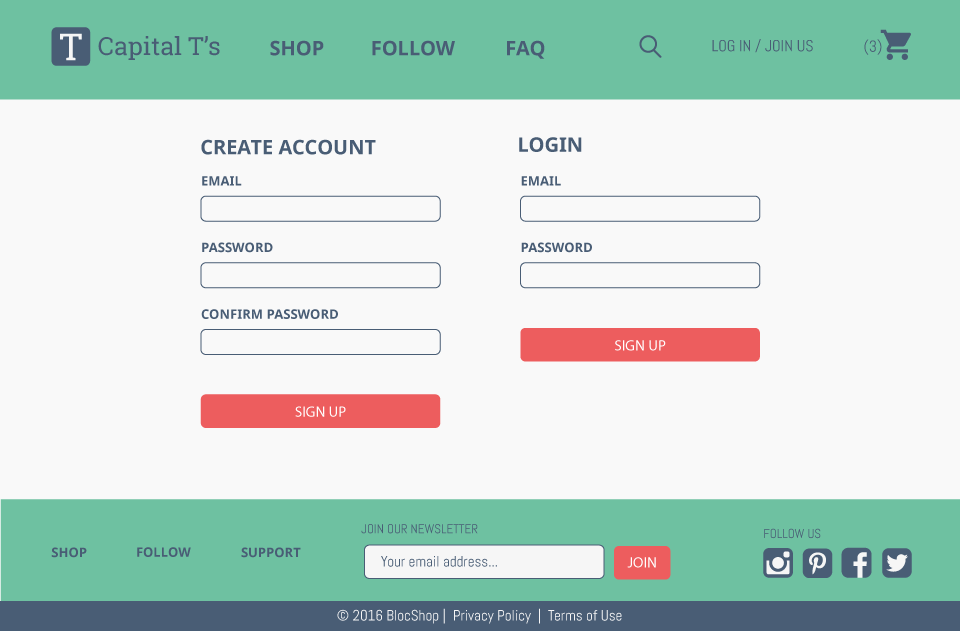 T Capital T's
SHOP FOLLOW FAQ
LOG IN / JOIN US
(3)
CREATE ACCOUNT
EMAIL
PASSWORD
CONFIRM PASSWORD
SIGN UP
LOGIN
EMAIL
PASSWORD
SIGN UP
SHOP FOLLOW SUPPORT
JOIN OUR NEWSLETTER
Your email address...
JOIN
FOLLOW US
© 2016 BlocShop | Privacy Policy | Terms of Use